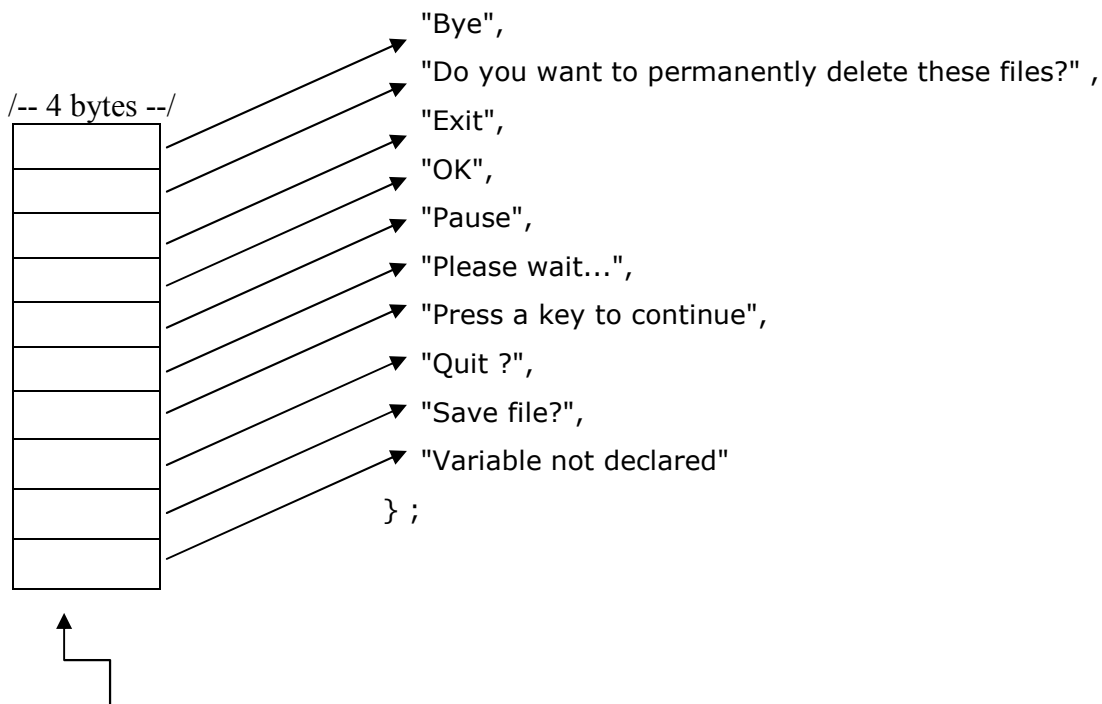 "Bye",
"Do you want to permanently delete these files?" ,
/-- 4 bytes --/
"Exit",
"OK",
"Pause",
"Please wait...",
"Press a key to continue",
"Quit ?",
"Save file?",
"Variable not declared"
} ;